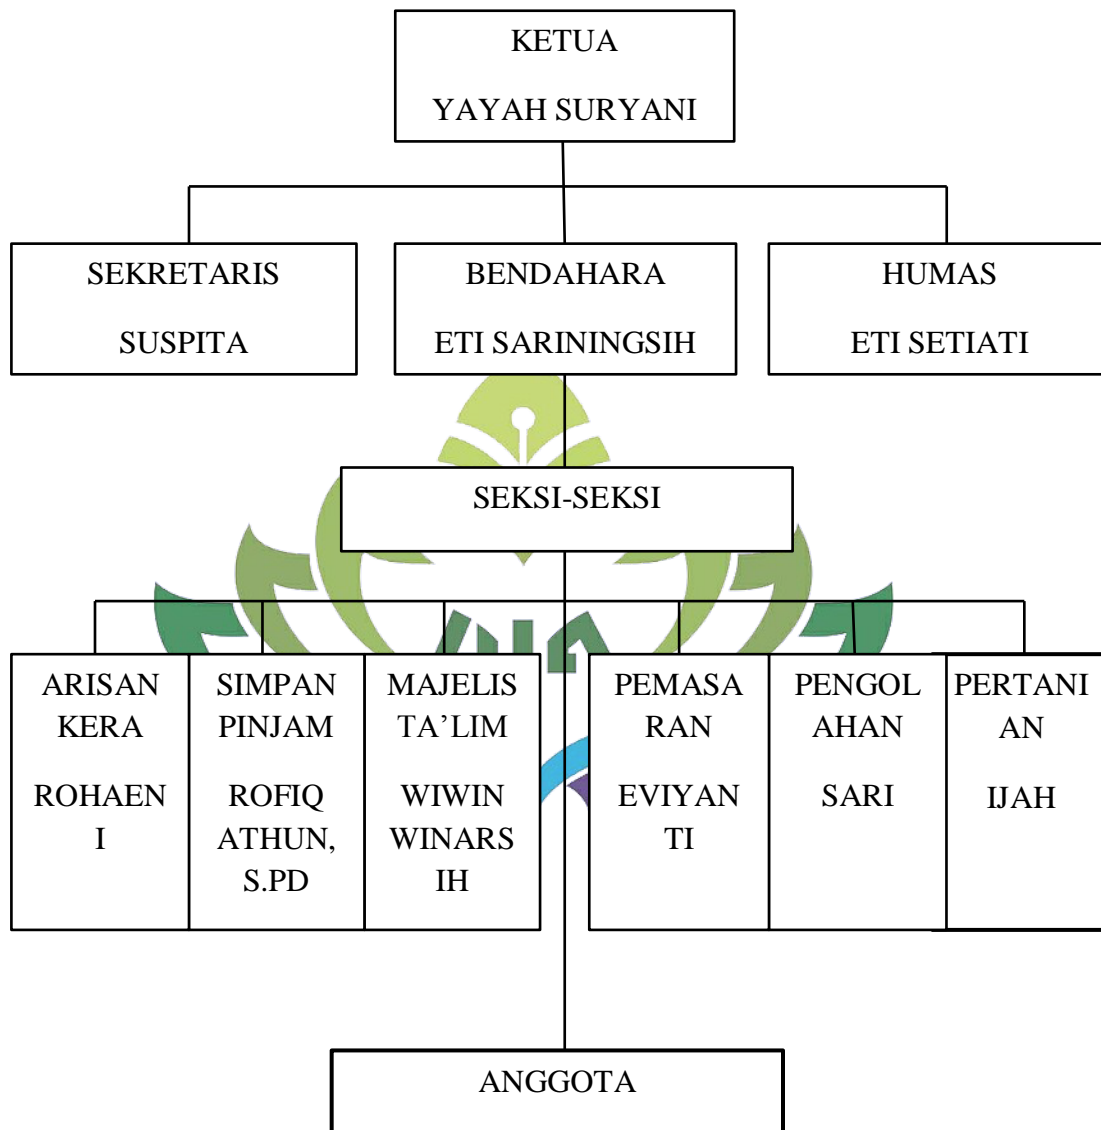 KETUA
YAYAH SURYANI
SEKRETARIS
SUSPITA
BENDAHARA
ETI SARININGSIH
HUMAS
ETI SETIATI
SEKSI-SEKSI
ARISAN
KERA
ROHAEN
I
SIMPAN
PINJAM
ROFIQ
ATHUN,
S.PD
MAJELIS
TA’LIM
WIWIN
WINARS
IH
PEMASA
RAN
EVIYAN
TI
PENGOL
AHAN
SARI
PERTANI
AN
IJAH
ANGGOTA